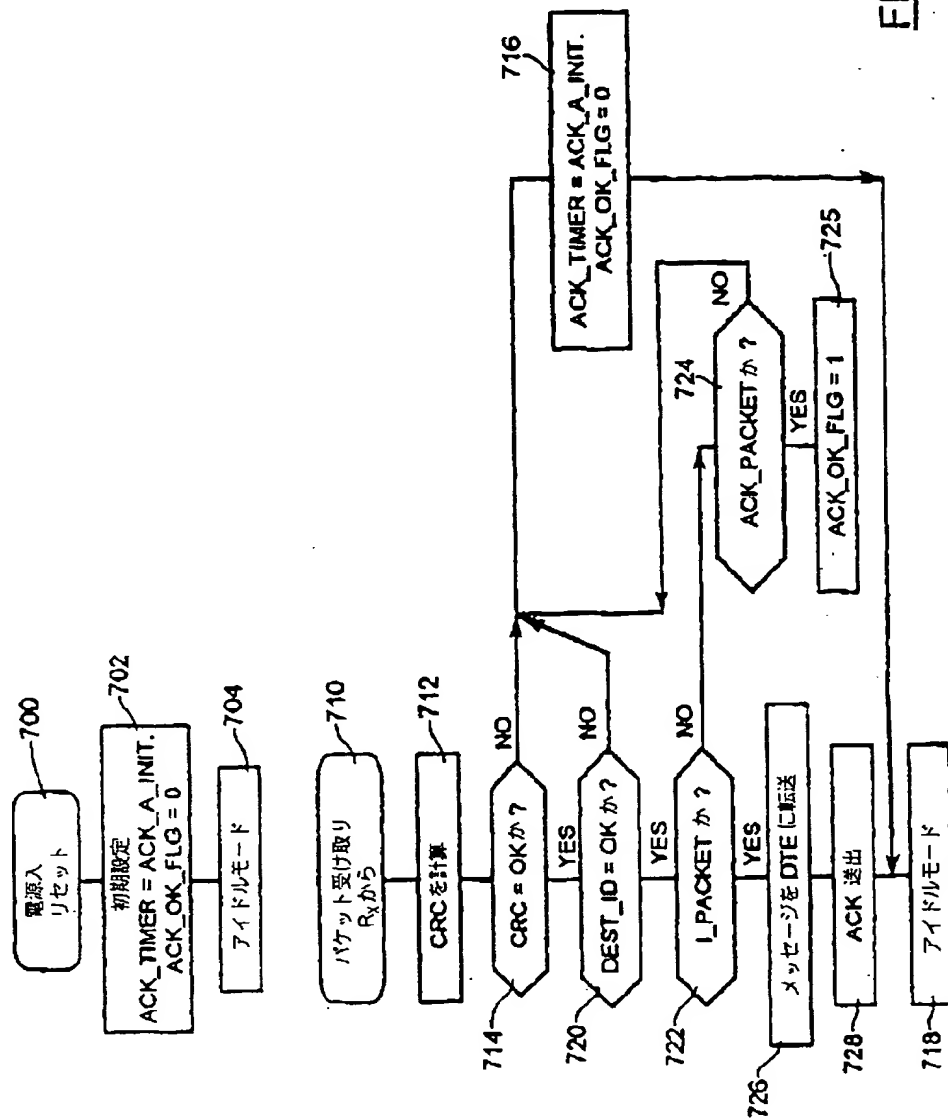 電源入
リセット
700
初期設定
ACK_TIMER = ACK_A_INIT.
ACK_OK_FLG = 0
702
アイドルモード
704
パケット受け取り
RXから
710
CRCを計算
712
CRC = OKか?
714
NO
YES
716
ACK_TIMER = ACK_A_INIT.
ACK_OK_FLG = 0
DEST_ID = OKか?
720
NO
YES
I_PACKETか?
722
NO
YES
724
ACK_PACKETか?
NO
YES
ACK_OK_FLG = 1
725
メッセージをDTEに転送
726
ACK送出
728
アイドルモード
718